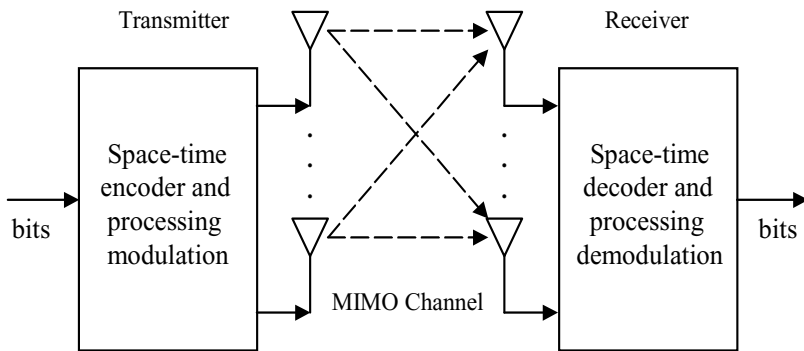 Transmitter
Receiver
Space-time
encoder and
processing
modulation
Space-time
decoder and
processing
demodulation
bits
bits
MIMO Channel